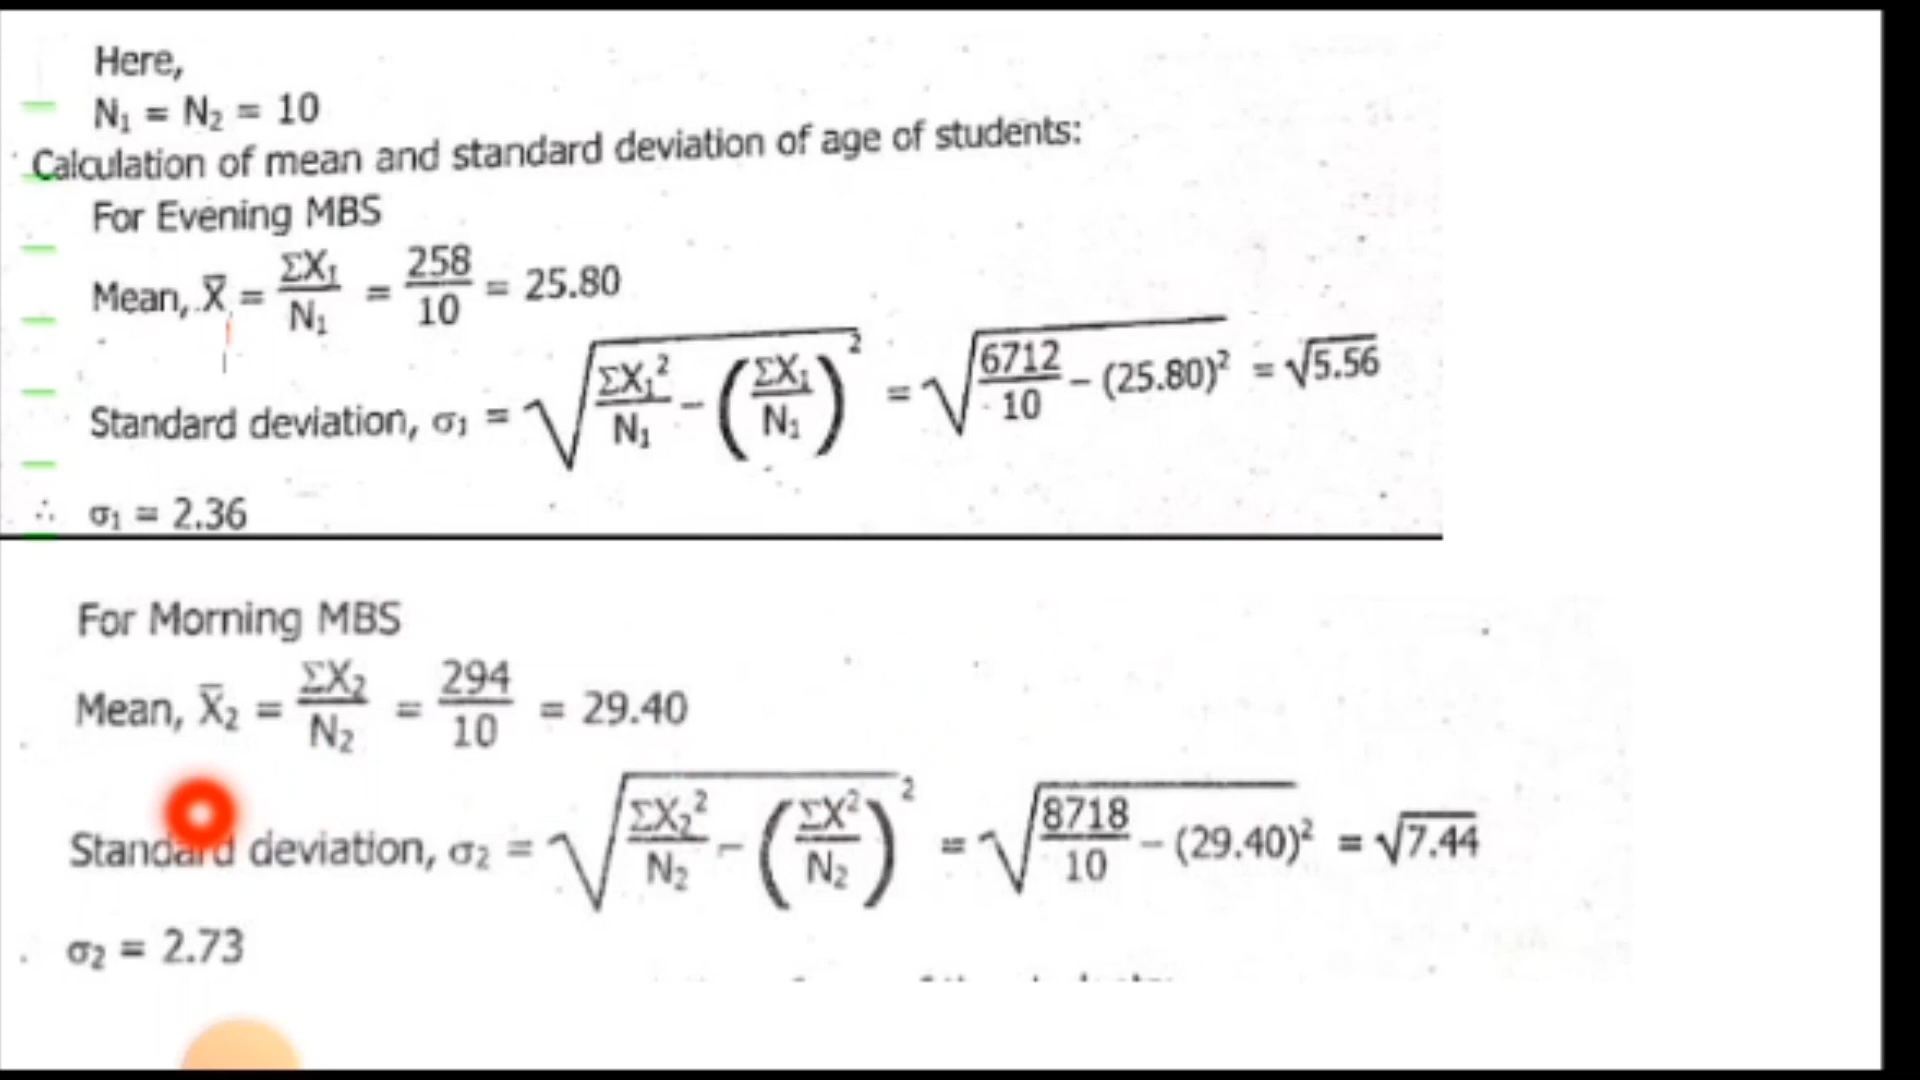 Here,
N₁ = N₂ = 10
Calculation of mean and standard deviation of age of students:
For Evening MBS
Mean, X̄ = ΣX₁/N₁ = 258/10 = 25.80
Standard deviation, σ₁ = √(ΣX₁²/N₁ − (ΣX₁/N₁)²) = √(6712/10 − (25.80)²) = √5.56
∴ σ₁ = 2.36
For Morning MBS
Mean, X̄₂ = ΣX₂/N₂ = 294/10 = 29.40
Standard deviation, σ₂ = √(ΣX₂²/N₂ − (ΣX²/N₂)²) = √(8718/10 − (29.40)²) = √7.44
σ₂ = 2.73